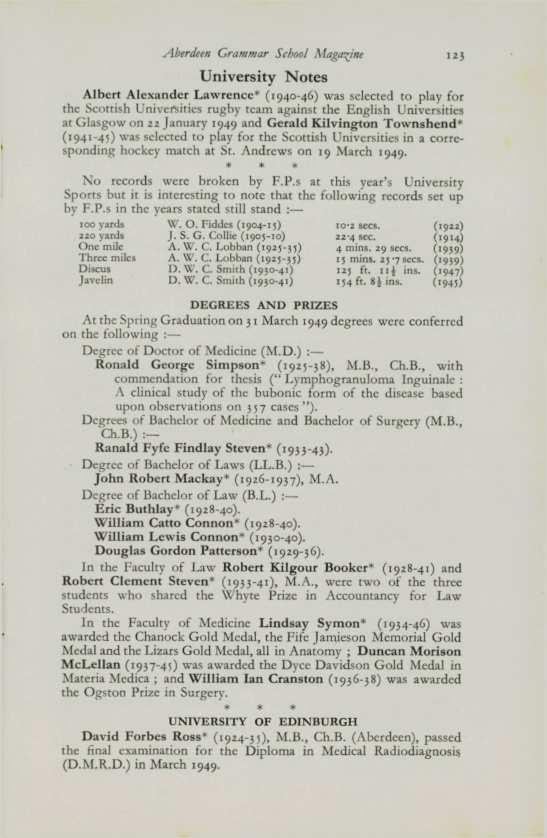 Aberdeen Grammar School Magazine 123
University Notes
Albert Alexander Lawrence* (1940-46) was selected to play for
the Scottish Universities rugby team against the English Universities
at Glasgow on 22 January 1949 and Gerald Kilvington Townshend*
(1941-45) was selected to play for the Scottish Universities in a corre-
sponding hockey match at St. Andrews on 19 March 1949.
* * *
No records were broken by F.P.s at this year's University
Sports but it is interesting to note that the following records set up
by F.P.s in the years stated still stand :—
100 yards W. O. Fiddes (1904-15) 10·2 secs. (1922)
220 yards J. S. G. Collie (1905-10) 22·4 sec. (1914)
One mile A. W. C. Lobban (1925-35) 4 mins. 29 secs. (1939)
Three miles A. W. C. Lobban (1925-35) 15 mins. 25·7 secs. (1939)
Discus D. W. C. Smith (1930-41) 125 ft. 11½ ins. (1947)
Javelin D. W. C. Smith (1930-41) 154 ft. 8½ ins. (1945)
DEGREES AND PRIZES
At the Spring Graduation on 31 March 1949 degrees were conferred
on the following :—
Degree of Doctor of Medicine (M.D.) :—
Ronald George Simpson* (1925-38), M.B., Ch.B., with
commendation for thesis (" Lymphogranuloma Inguinale :
A clinical study of the bubonic form of the disease based
upon observations on 357 cases ").
Degrees of Bachelor of Medicine and Bachelor of Surgery (M.B.,
Ch.B.) :—
Ranald Fyfe Findlay Steven* (1933-43).
Degree of Bachelor of Laws (LL.B.) :—
John Robert Mackay* (1926-1937), M.A.
Degree of Bachelor of Law (B.L.) :—
Eric Buthlay* (1928-40).
William Catto Connon* (1928-40).
William Lewis Connon* (1930-40).
Douglas Gordon Patterson* (1929-36).
In the Faculty of Law Robert Kilgour Booker* (1928-41) and
Robert Clement Steven* (1933-41), M.A., were two of the three
students who shared the Whyte Prize in Accountancy for Law
Students.
In the Faculty of Medicine Lindsay Symon* (1934-46) was
awarded the Chanock Gold Medal, the Fife Jamieson Memorial Gold
Medal and the Lizars Gold Medal, all in Anatomy ; Duncan Morison
McLellan (1937-45) was awarded the Dyce Davidson Gold Medal in
Materia Medica ; and William Ian Cranston (1936-38) was awarded
the Ogston Prize in Surgery.
* * *
UNIVERSITY OF EDINBURGH
David Forbes Ross* (1924-35), M.B., Ch.B. (Aberdeen), passed
the final examination for the Diploma in Medical Radiodiagnosis
(D.M.R.D.) in March 1949.